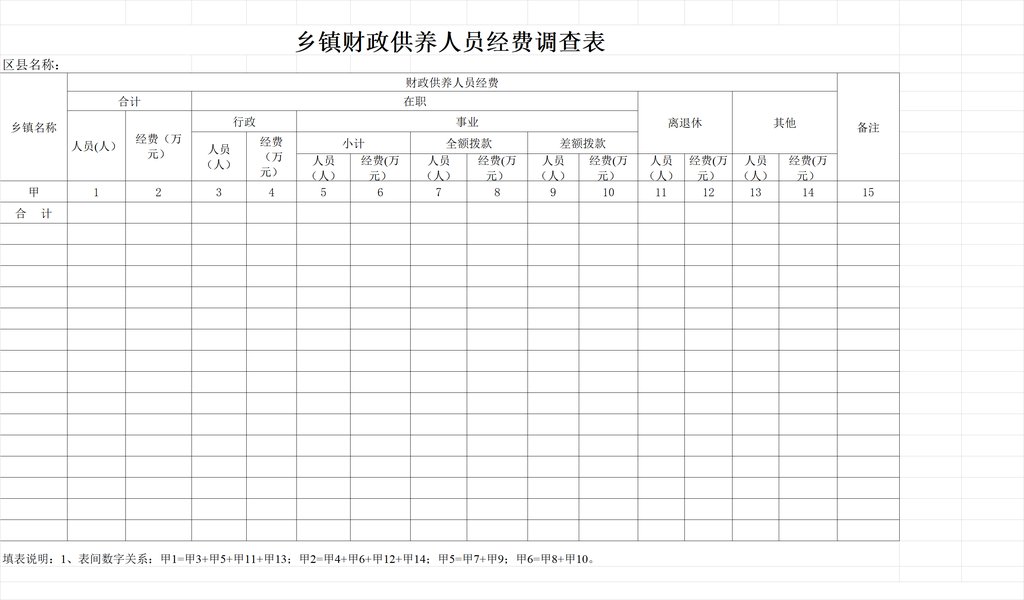 乡镇财政供养人员经费调查表
区县名称：
乡镇名称
财政供养人员经费
备注
合计
在职
离退休
其他
人员(人）
经费（万
元）
行政
事业
人员
（人）
经费
（万
元）
小计
全额拨款
差额拨款
人员
（人）
经费(万
元）
人员
（人）
经费(万
元）
人员
（人）
经费(万
元）
人员
（人）
经费(万
元）
人员
（人）
经费(万
元）
甲 1 2 3 4 5 6 7 8 9 10 11 12 13 14 15
合 计
填表说明：1、表间数字关系：甲1=甲3+甲5+甲11+甲13；甲2=甲4+甲6+甲12+甲14；甲5=甲7+甲9；甲6=甲8+甲10。